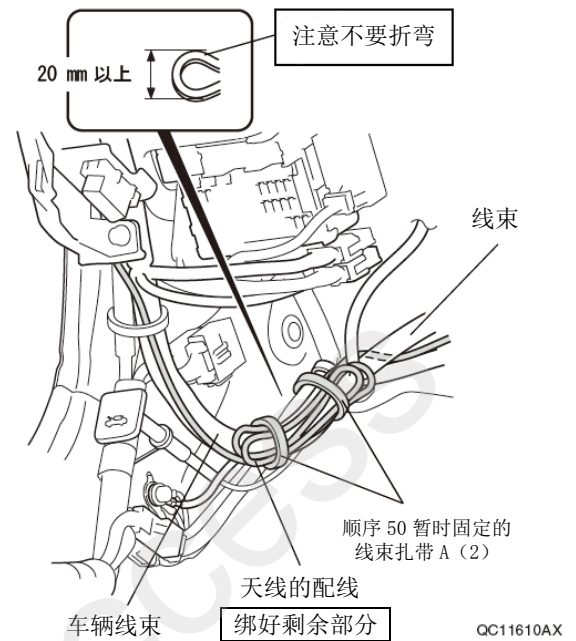 注意不要折弯
20 mm 以上
线束
顺序 50 暂时固定的
线束扎带 A（2）
天线的配线
车辆线束
绑好剩余部分
QC11610AX